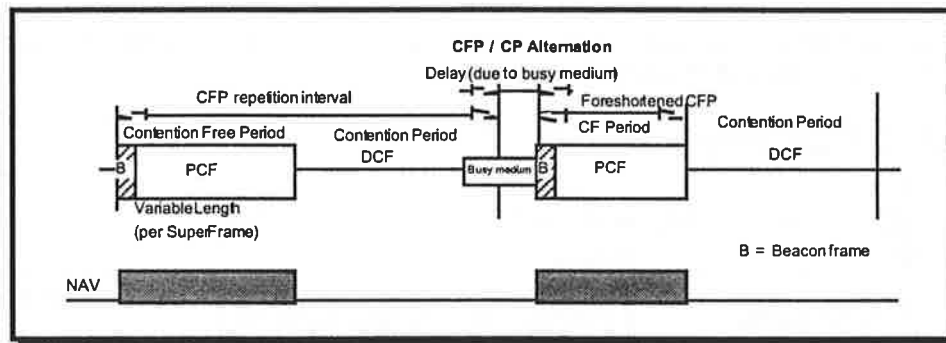 CFP / CP Alternation
Delay (due to busy medium)
CFP repetition interval
Foreshortened CFP
Contention Free Period
Contention Period
CF Period
Contention Period
DCF
DCF
B
PCF
Busy medium
B
PCF
Variable Length
(per SuperFrame)
B = Beacon frame
NAV